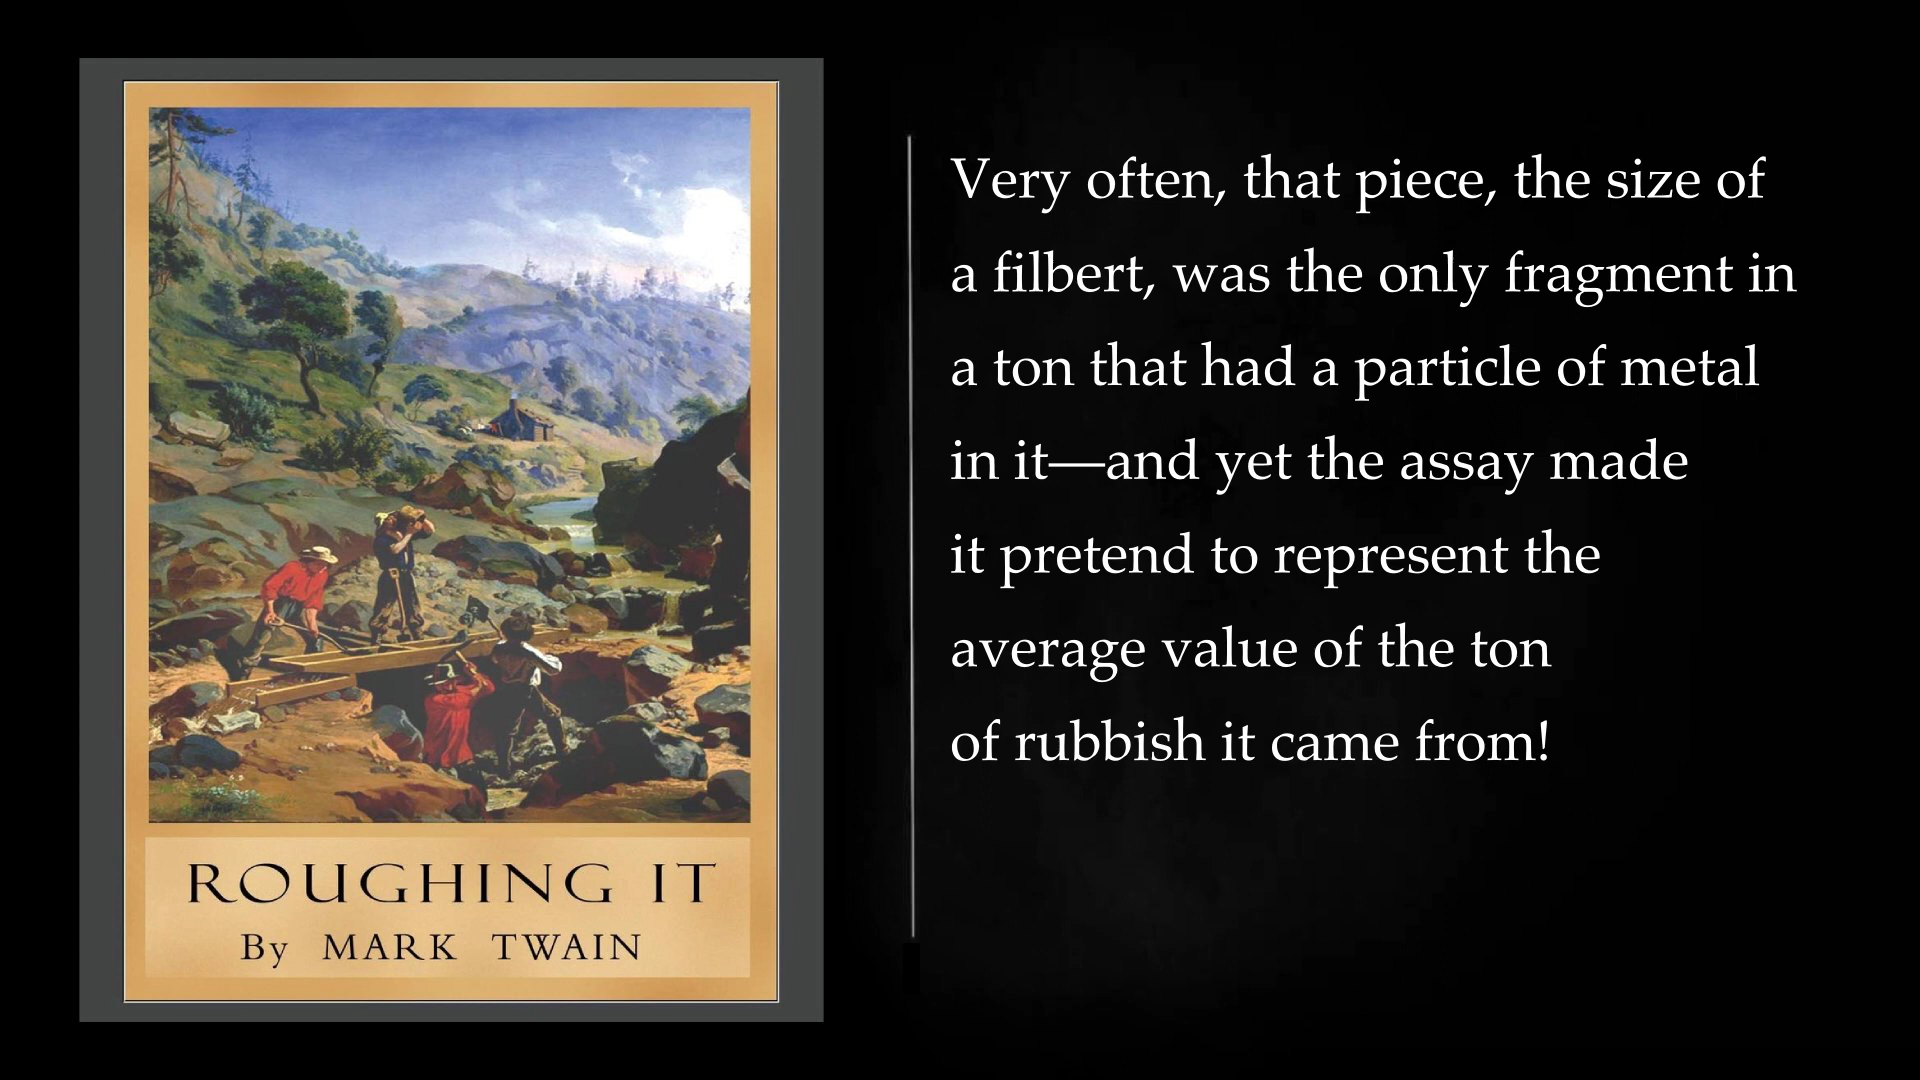 ROUGHING IT
By MARK TWAIN
Very often, that piece, the size of
a filbert, was the only fragment in
a ton that had a particle of metal
in it—and yet the assay made
it pretend to represent the
average value of the ton
of rubbish it came from!